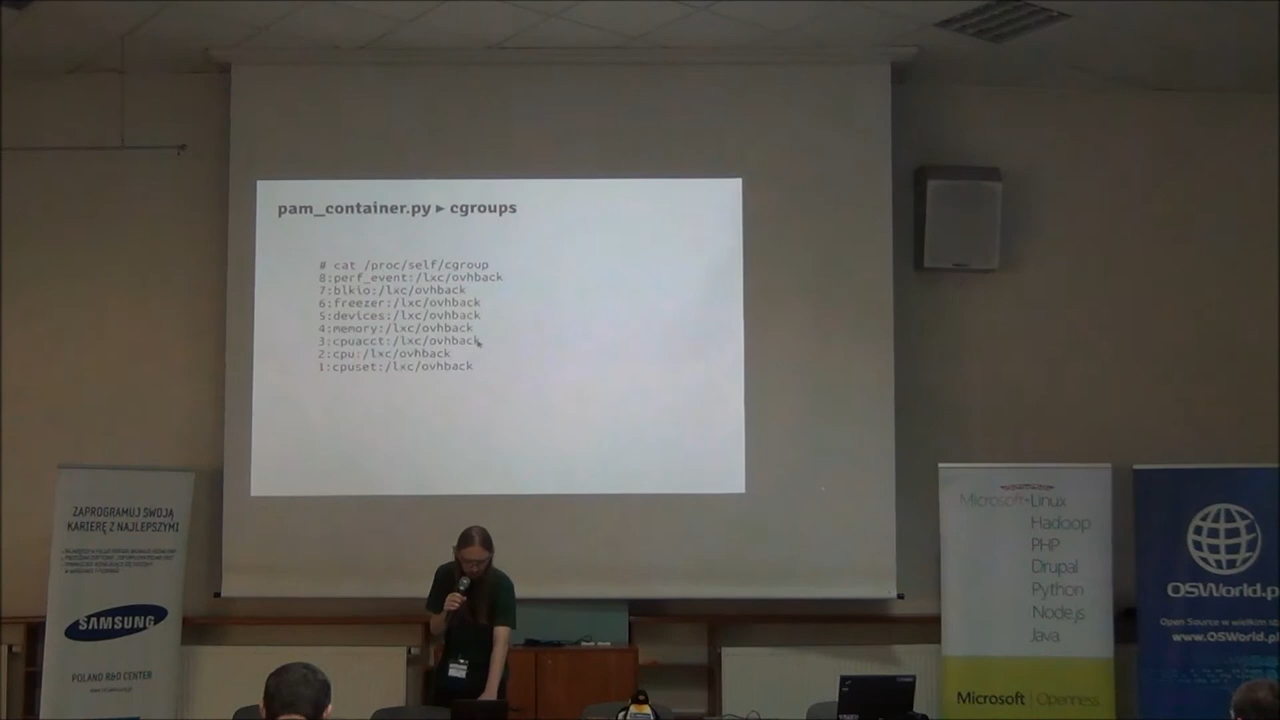 pam_container.py ▸ cgroups
# cat /proc/self/cgroup
8:perf_event:/lxc/ovhback
7:blkio:/lxc/ovhback
6:freezer:/lxc/ovhback
5:devices:/lxc/ovhback
4:memory:/lxc/ovhback
3:cpuacct:/lxc/ovhback
2:cpu:/lxc/ovhback
1:cpuset:/lxc/ovhback
ZAPROGRAMUJ SWOJĄ
KARIERĘ Z NAJLEPSZYMI
SAMSUNG
POLAND R&D CENTER
Microsoft+Linux
Hadoop
PHP
Drupal
Python
Node.js
Java
Microsoft | Openness
OSWorld.p
Open Source w wielkim
www.OSWorld.pl